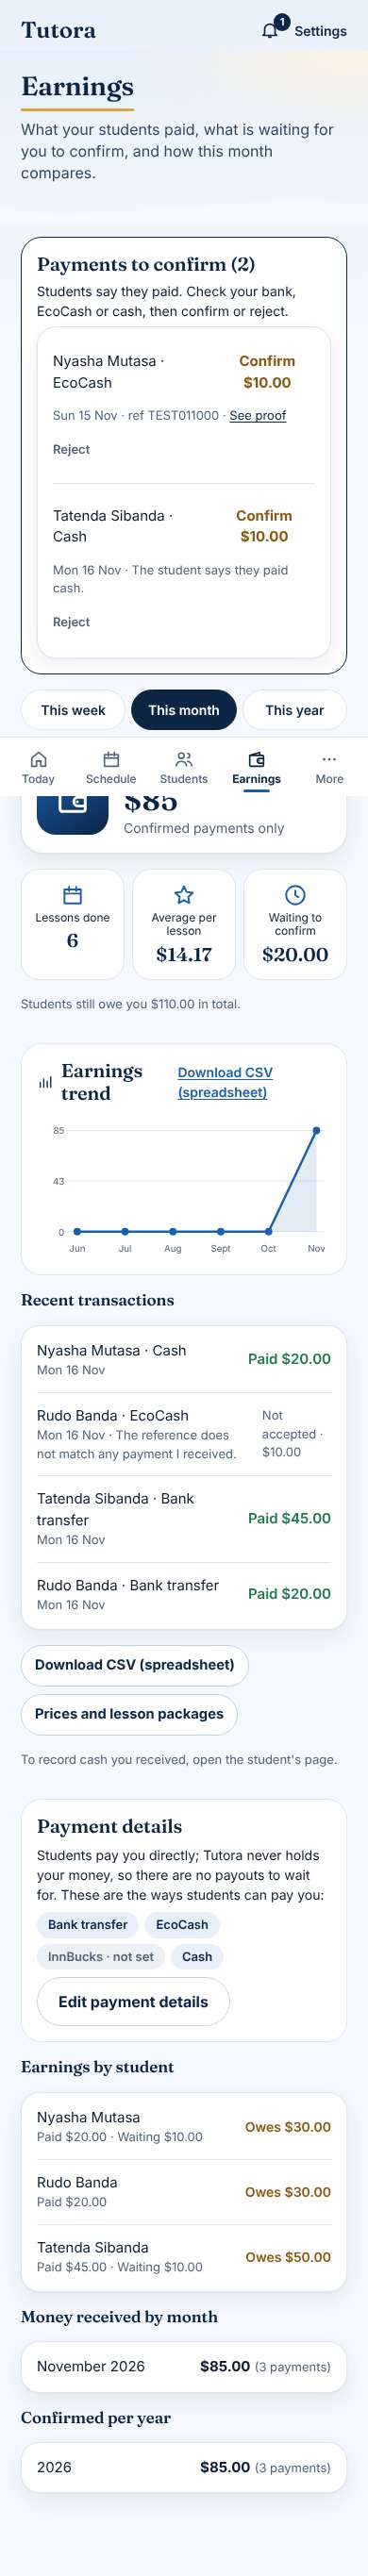 Tutora
1
Settings
Earnings
What your students paid, what is waiting for
you to confirm, and how this month
compares.
Payments to confirm (2)
Students say they paid. Check your bank,
EcoCash or cash, then confirm or reject.
Nyasha Mutasa ·
EcoCash
Confirm
$10.00
Sun 15 Nov · ref TEST011000 · See proof
Reject
Tatenda Sibanda ·
Cash
Confirm
$10.00
Mon 16 Nov · The student says they paid
cash.
Reject
This week
This month
This year
Today
Schedule
Students
Earnings
More
$85
Confirmed payments only
Lessons done
6
Average per
lesson
$14.17
Waiting to
confirm
$20.00
Students still owe you $110.00 in total.
Earnings
trend
Download CSV
(spreadsheet)
85
43
0
Jun
Jul
Aug
Sept
Oct
Nov
Recent transactions
Nyasha Mutasa · Cash
Mon 16 Nov
Paid $20.00
Rudo Banda · EcoCash
Mon 16 Nov · The reference does
not match any payment I received.
Not
accepted ·
$10.00
Tatenda Sibanda · Bank
transfer
Mon 16 Nov
Paid $45.00
Rudo Banda · Bank transfer
Mon 16 Nov
Paid $20.00
Download CSV (spreadsheet)
Prices and lesson packages
To record cash you received, open the student's page.
Payment details
Students pay you directly; Tutora never holds
your money, so there are no payouts to wait
for. These are the ways students can pay you:
Bank transfer
EcoCash
InnBucks · not set
Cash
Edit payment details
Earnings by student
Nyasha Mutasa
Paid $20.00 · Waiting $10.00
Owes $30.00
Rudo Banda
Paid $20.00
Owes $30.00
Tatenda Sibanda
Paid $45.00 · Waiting $10.00
Owes $50.00
Money received by month
November 2026
$85.00 (3 payments)
Confirmed per year
2026
$85.00 (3 payments)